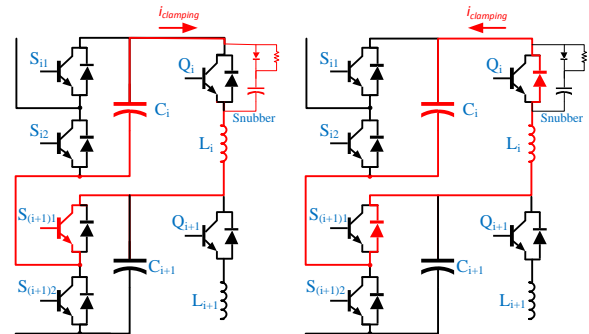 i_clamping
S_i1
Q_i
C_i
Snubber
S_i2
L_i
S_(i+1)1
Q_i+1
C_i+1
S_(i+1)2
L_i+1
i_clamping
S_i1
Q_i
C_i
Snubber
S_i2
L_i
S_(i+1)1
Q_i+1
C_i+1
S_(i+1)2
L_i+1